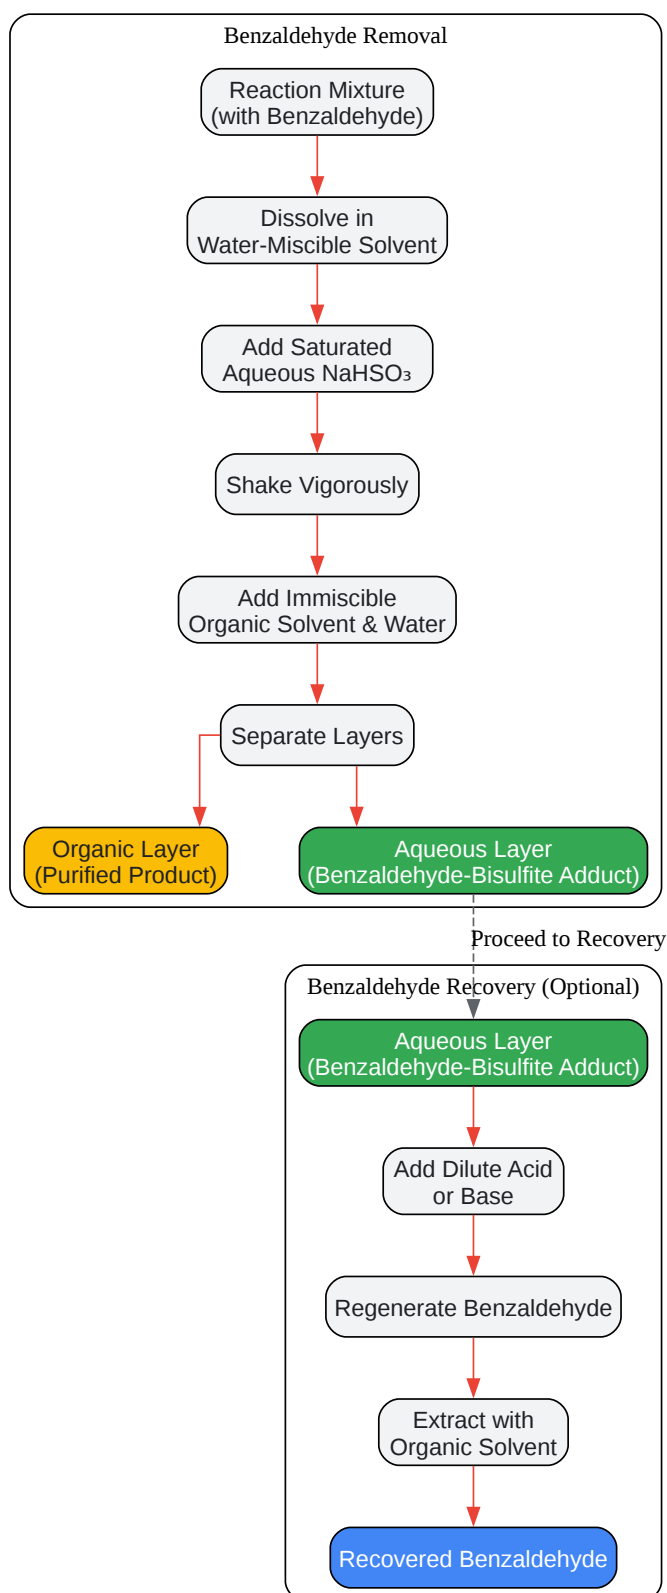 Benzaldehyde Removal
Reaction Mixture
(with Benzaldehyde)
Dissolve in
Water-Miscible Solvent
Add Saturated
Aqueous NaHSO₃
Shake Vigorously
Add Immiscible
Organic Solvent & Water
Separate Layers
Organic Layer
(Purified Product)
Aqueous Layer
(Benzaldehyde-Bisulfite Adduct)
Proceed to Recovery
Benzaldehyde Recovery (Optional)
Aqueous Layer
(Benzaldehyde-Bisulfite Adduct)
Add Dilute Acid
or Base
Regenerate Benzaldehyde
Extract with
Organic Solvent
Recovered Benzaldehyde